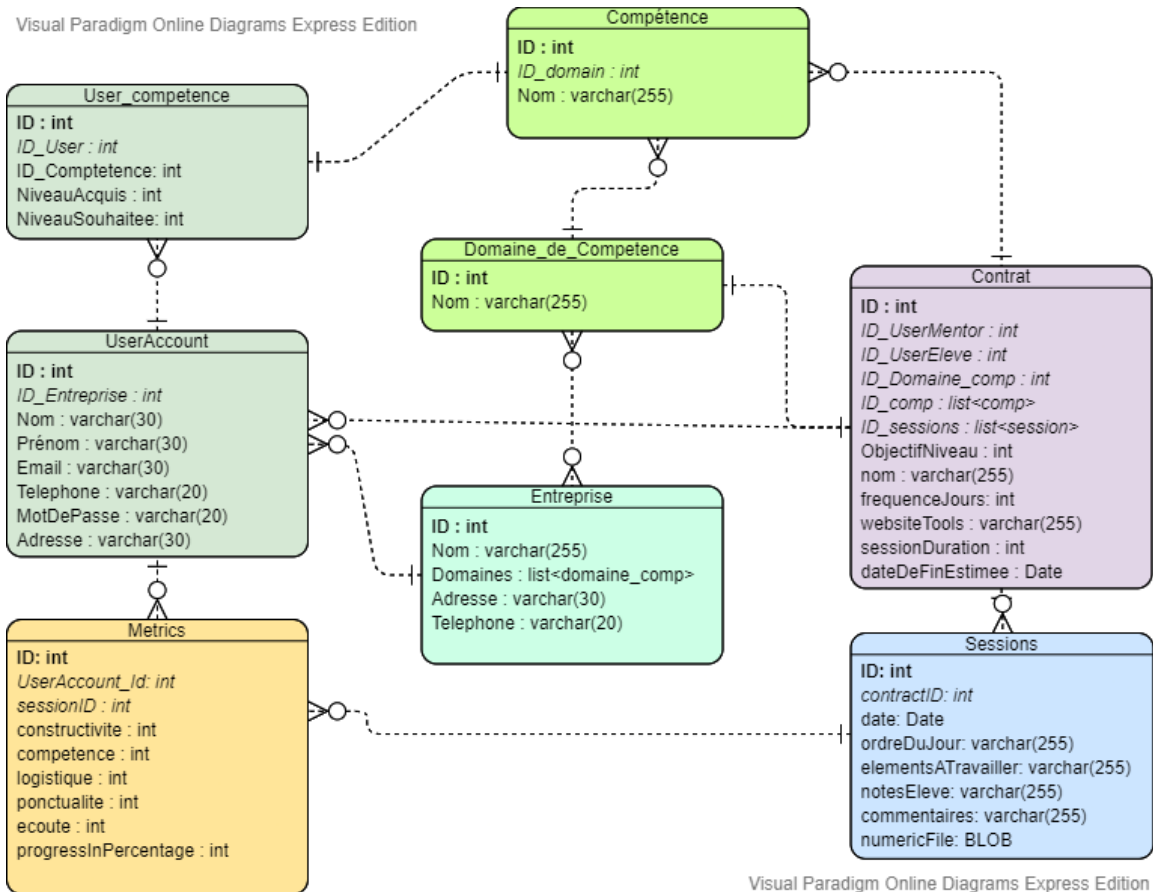 Visual Paradigm Online Diagrams Express Edition
Compétence
ID : int
ID_domain : int
Nom : varchar(255)
User_competence
ID : int
ID_User : int
ID_Comptetence: int
NiveauAcquis : int
NiveauSouhaitee: int
Domaine_de_Competence
ID : int
Nom : varchar(255)
Contrat
ID : int
ID_UserMentor : int
ID_UserEleve : int
ID_Domaine_comp : int
ID_comp : list<comp>
ID_sessions : list<session>
ObjectifNiveau : int
nom : varchar(255)
frequenceJours: int
websiteTools : varchar(255)
sessionDuration : int
dateDeFinEstimee : Date
UserAccount
ID : int
ID_Entreprise : int
Nom : varchar(30)
Prénom : varchar(30)
Email : varchar(30)
Telephone : varchar(20)
MotDePasse : varchar(20)
Adresse : varchar(30)
Entreprise
ID : int
Nom : varchar(255)
Domaines : list<domaine_comp>
Adresse : varchar(30)
Telephone : varchar(20)
Metrics
ID: int
UserAccount_Id: int
sessionID : int
constructivite : int
competence : int
logistique : int
ponctualite : int
ecoute : int
progressInPercentage : int
Sessions
ID: int
contractID: int
date: Date
ordreDuJour: varchar(255)
elementsATravailler: varchar(255)
notesEleve: varchar(255)
commentaires: varchar(255)
numericFile: BLOB
Visual Paradigm Online Diagrams Express Edition